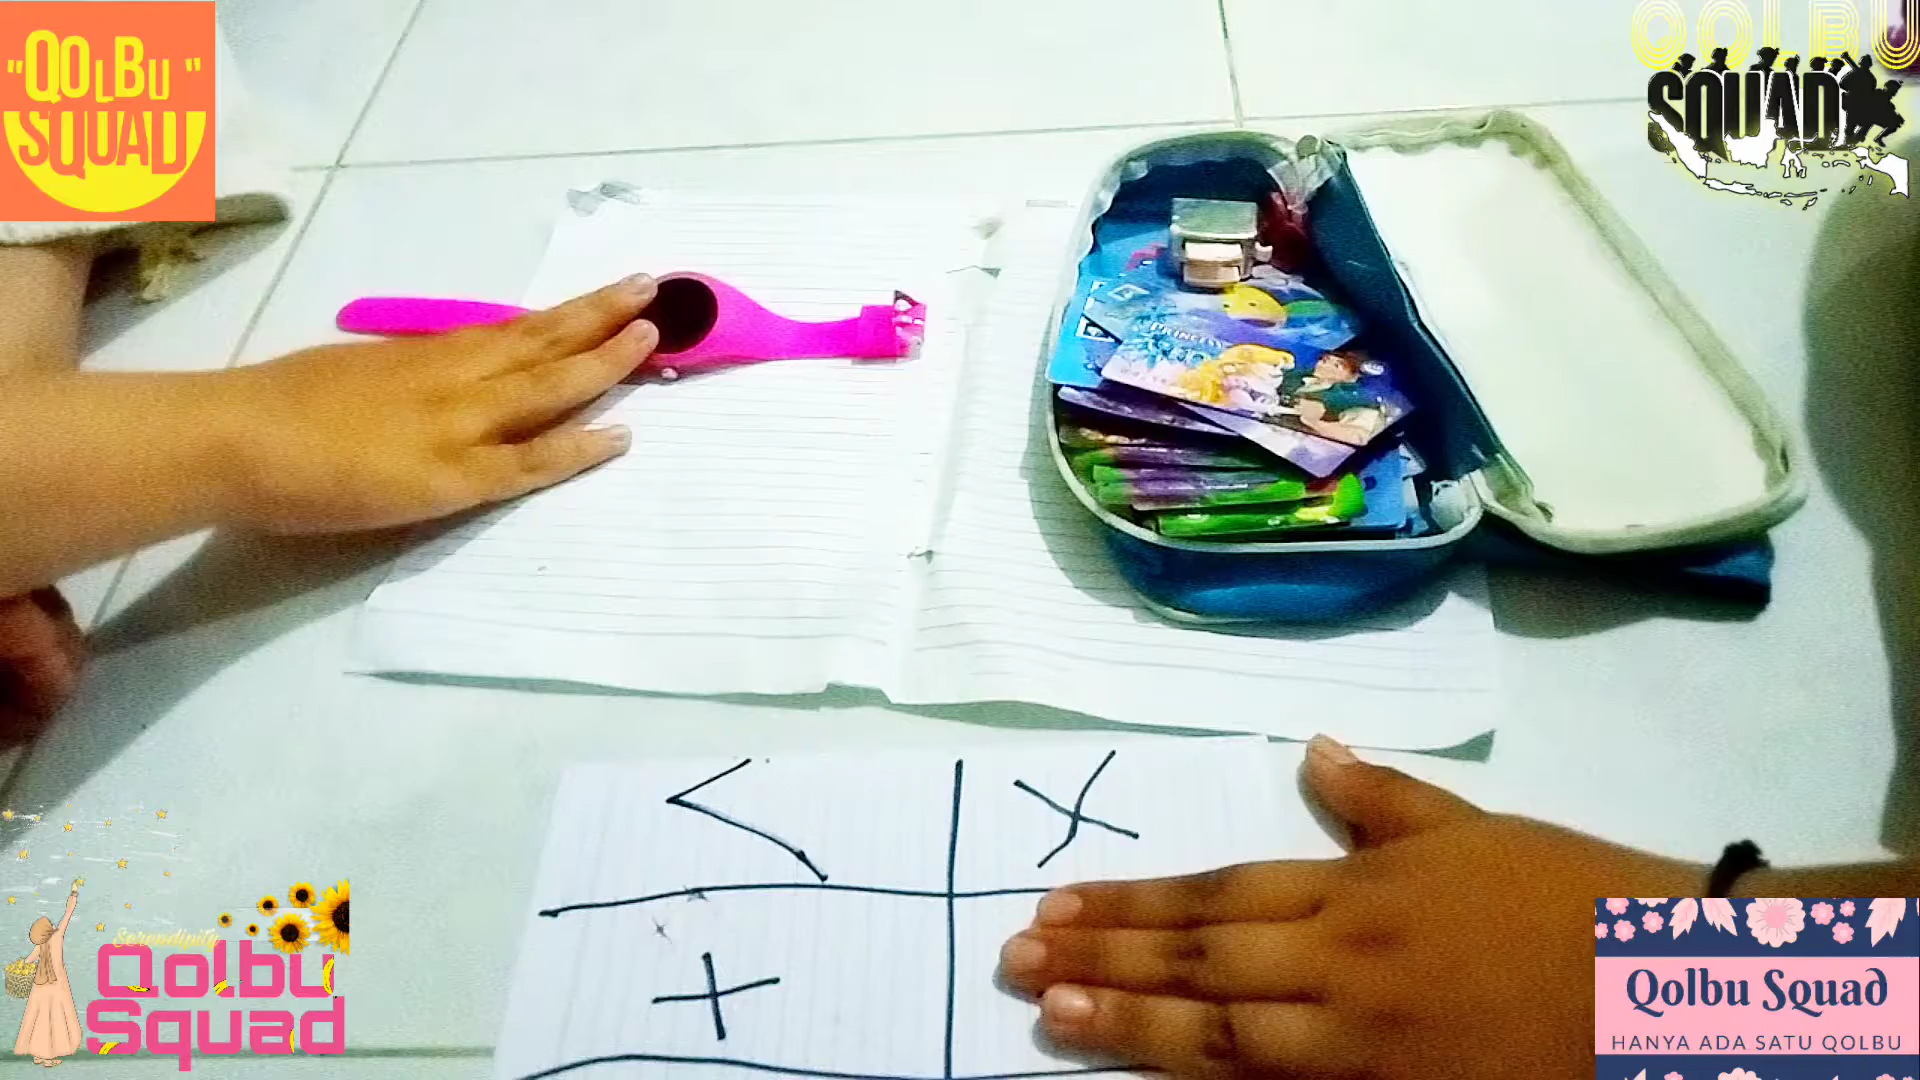 "QOLBU"
SQUAD
QOLBU
SQUAD
PRINCESS
< X
+
Serendipity
Qolbu
Squad
Qolbu Squad
HANYA ADA SATU QOLBU